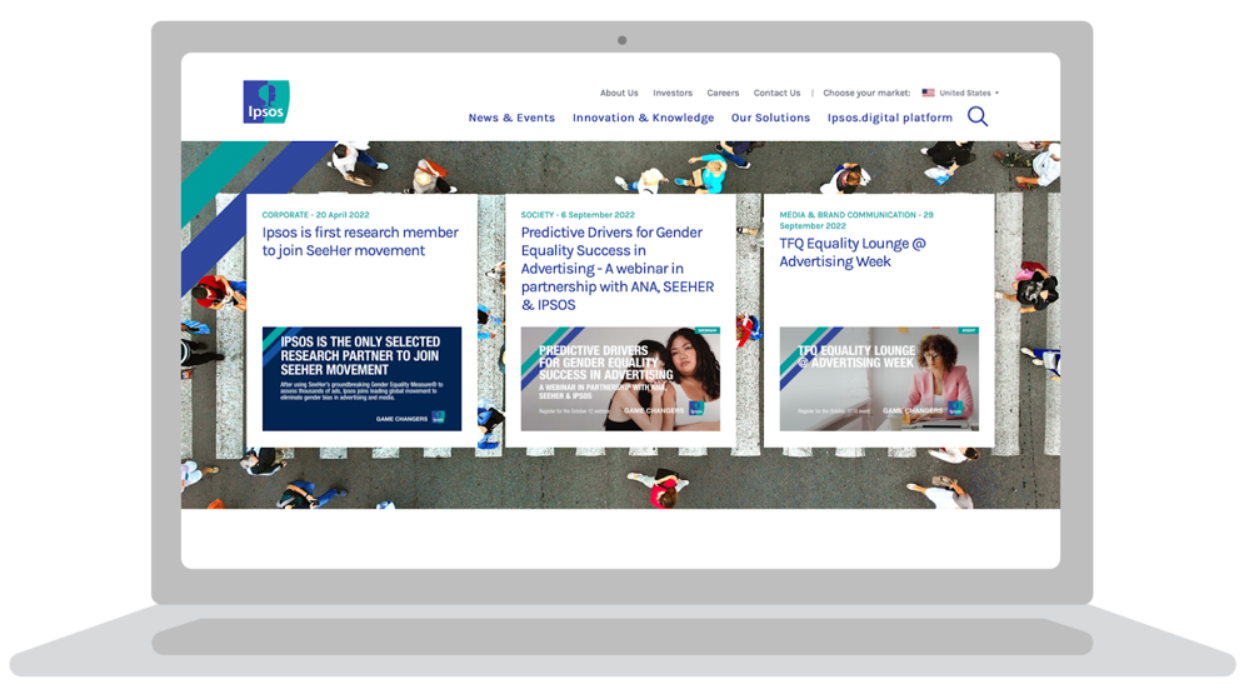 Ipsos
About Us Investors Careers Contact Us | Choose your market: United States
News & Events Innovation & Knowledge Our Solutions Ipsos.digital platform
CORPORATE - 20 April 2022
Ipsos is first research member
to join SeeHer movement
IPSOS IS THE ONLY SELECTED
RESEARCH PARTNER TO JOIN
SEEHER MOVEMENT
After using SeeHer's groundbreaking Gender Equality Measure® to
assess thousands of ads, Ipsos joins leading global movement to
eliminate gender bias in advertising and media.
GAME CHANGERS Ipsos
SOCIETY - 6 September 2022
Predictive Drivers for Gender
Equality Success in
Advertising - A webinar in
partnership with ANA, SEEHER
& IPSOS
WEBINAR
PREDICTIVE DRIVERS
FOR GENDER EQUALITY
SUCCESS IN ADVERTISING
A WEBINAR IN PARTNERSHIP WITH ANA,
SEEHER & IPSOS
Register for the October 12 webinar
GAME CHANGERS Ipsos
MEDIA & BRAND COMMUNICATION - 29
September 2022
TFQ Equality Lounge @
Advertising Week
EVENT
TFQ EQUALITY LOUNGE
@ ADVERTISING WEEK
Register for the October event
GAME CHANGERS Ipsos